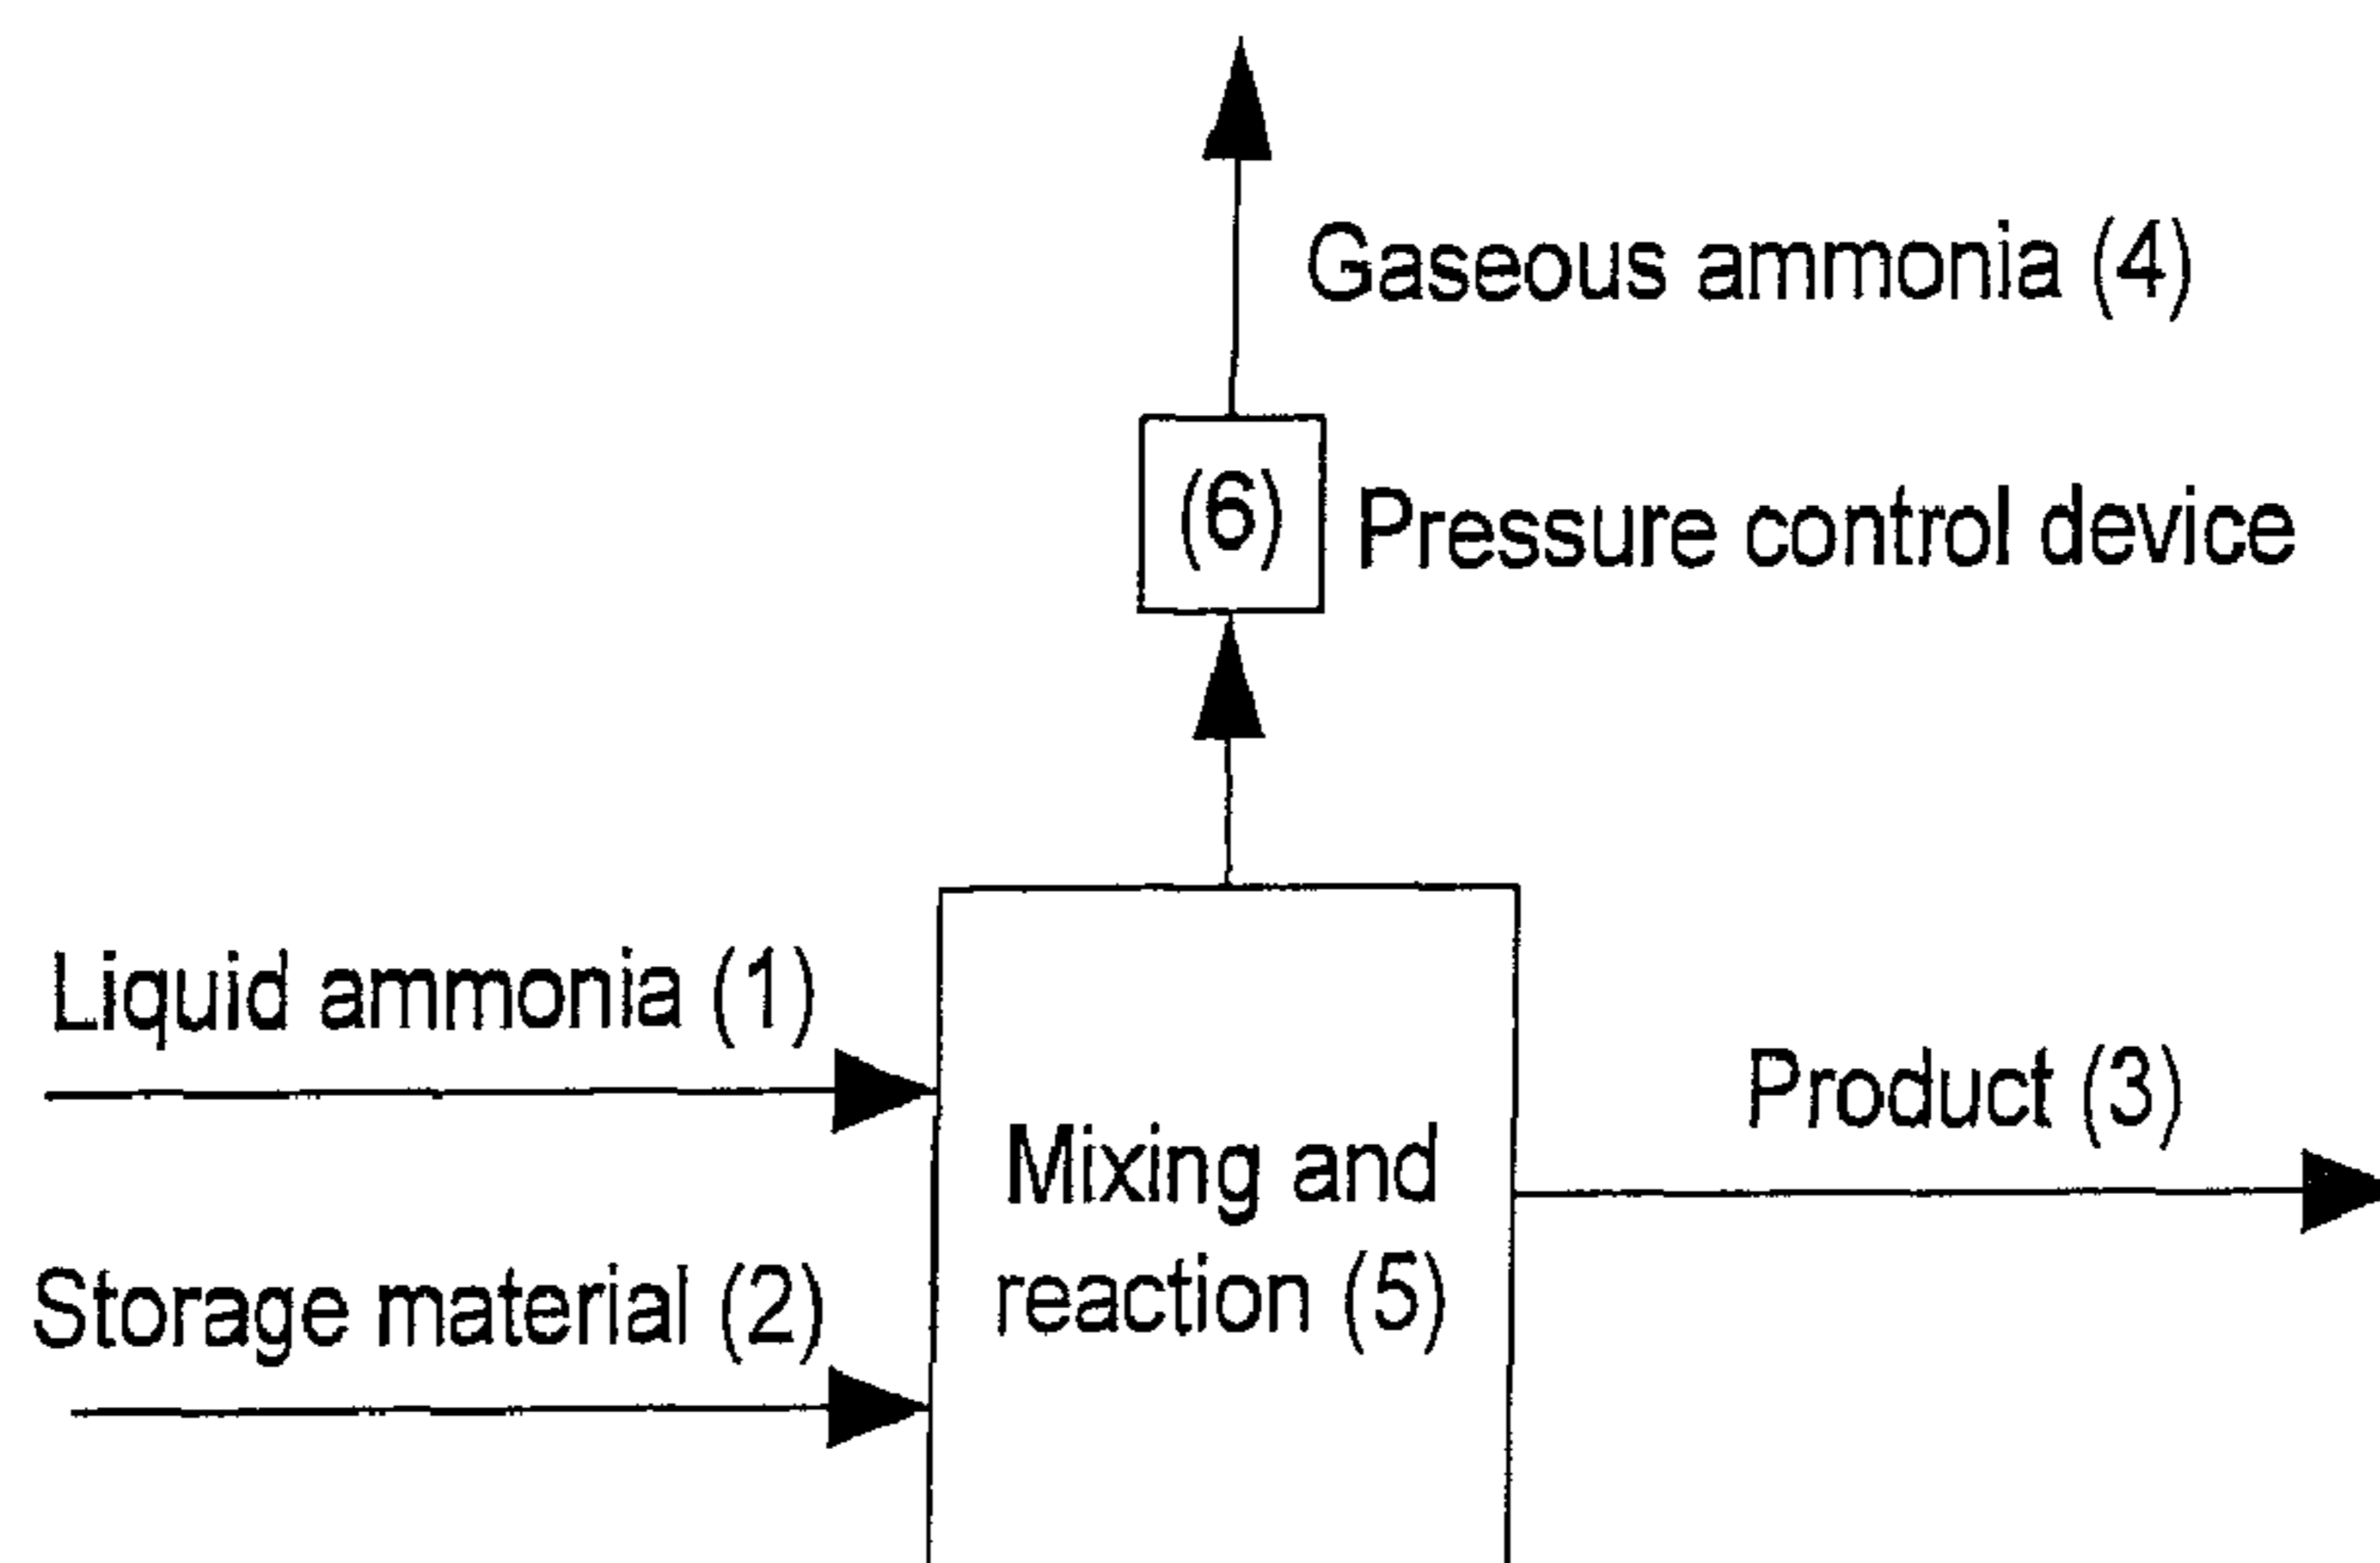 Gaseous ammonia (4)
(6)
Pressure control device
Liquid ammonia (1)
Mixing and
reaction (5)
Product (3)
Storage material (2)